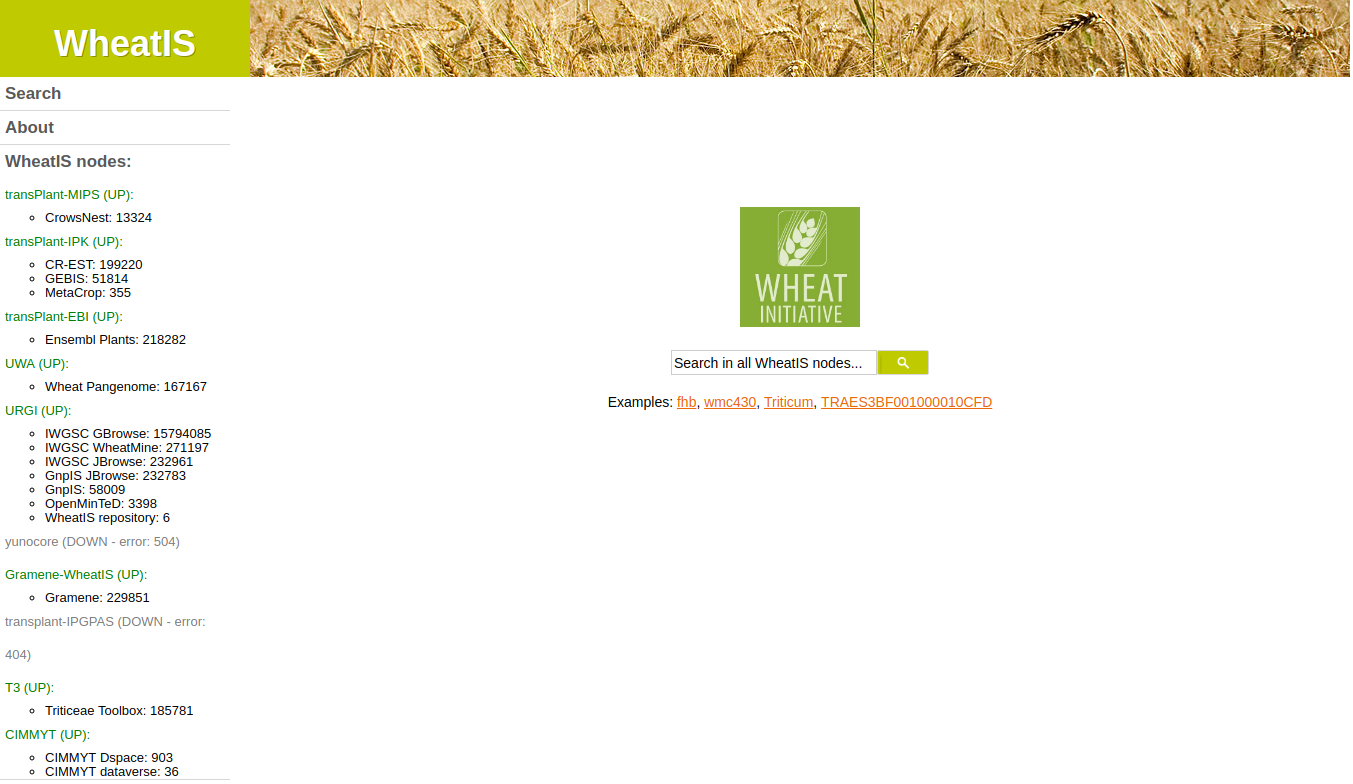 WheatIS
Search
About
WheatIS nodes:
transPlant-MIPS (UP):
CrowsNest: 13324
transPlant-IPK (UP):
CR-EST: 199220
GEBIS: 51814
MetaCrop: 355
transPlant-EBI (UP):
Ensembl Plants: 218282
UWA (UP):
Wheat Pangenome: 167167
URGI (UP):
IWGSC GBrowse: 15794085
IWGSC WheatMine: 271197
IWGSC JBrowse: 232961
GnpIS JBrowse: 232783
GnpIS: 58009
OpenMinTeD: 3398
WheatIS repository: 6
yunocore (DOWN - error: 504)
Gramene-WheatIS (UP):
Gramene: 229851
transplant-IPGPAS (DOWN - error:
404)
T3 (UP):
Triticeae Toolbox: 185781
CIMMYT (UP):
CIMMYT Dspace: 903
CIMMYT dataverse: 36
WHEAT
INITIATIVE
Search in all WheatIS nodes...
Examples: fhb, wmc430, Triticum, TRAES3BF001000010CFD